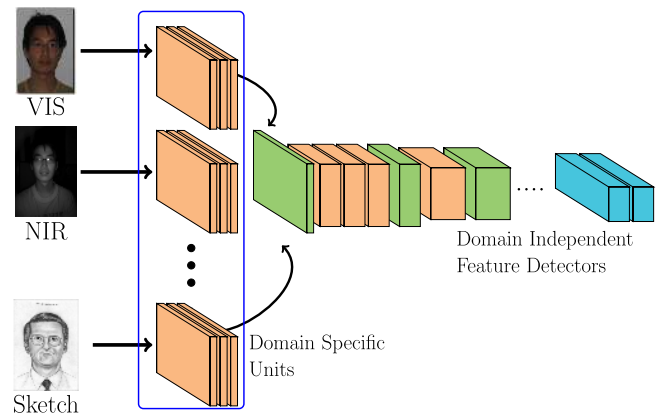 VIS
NIR
Sketch
Domain Specific
Units
Domain Independent
Feature Detectors